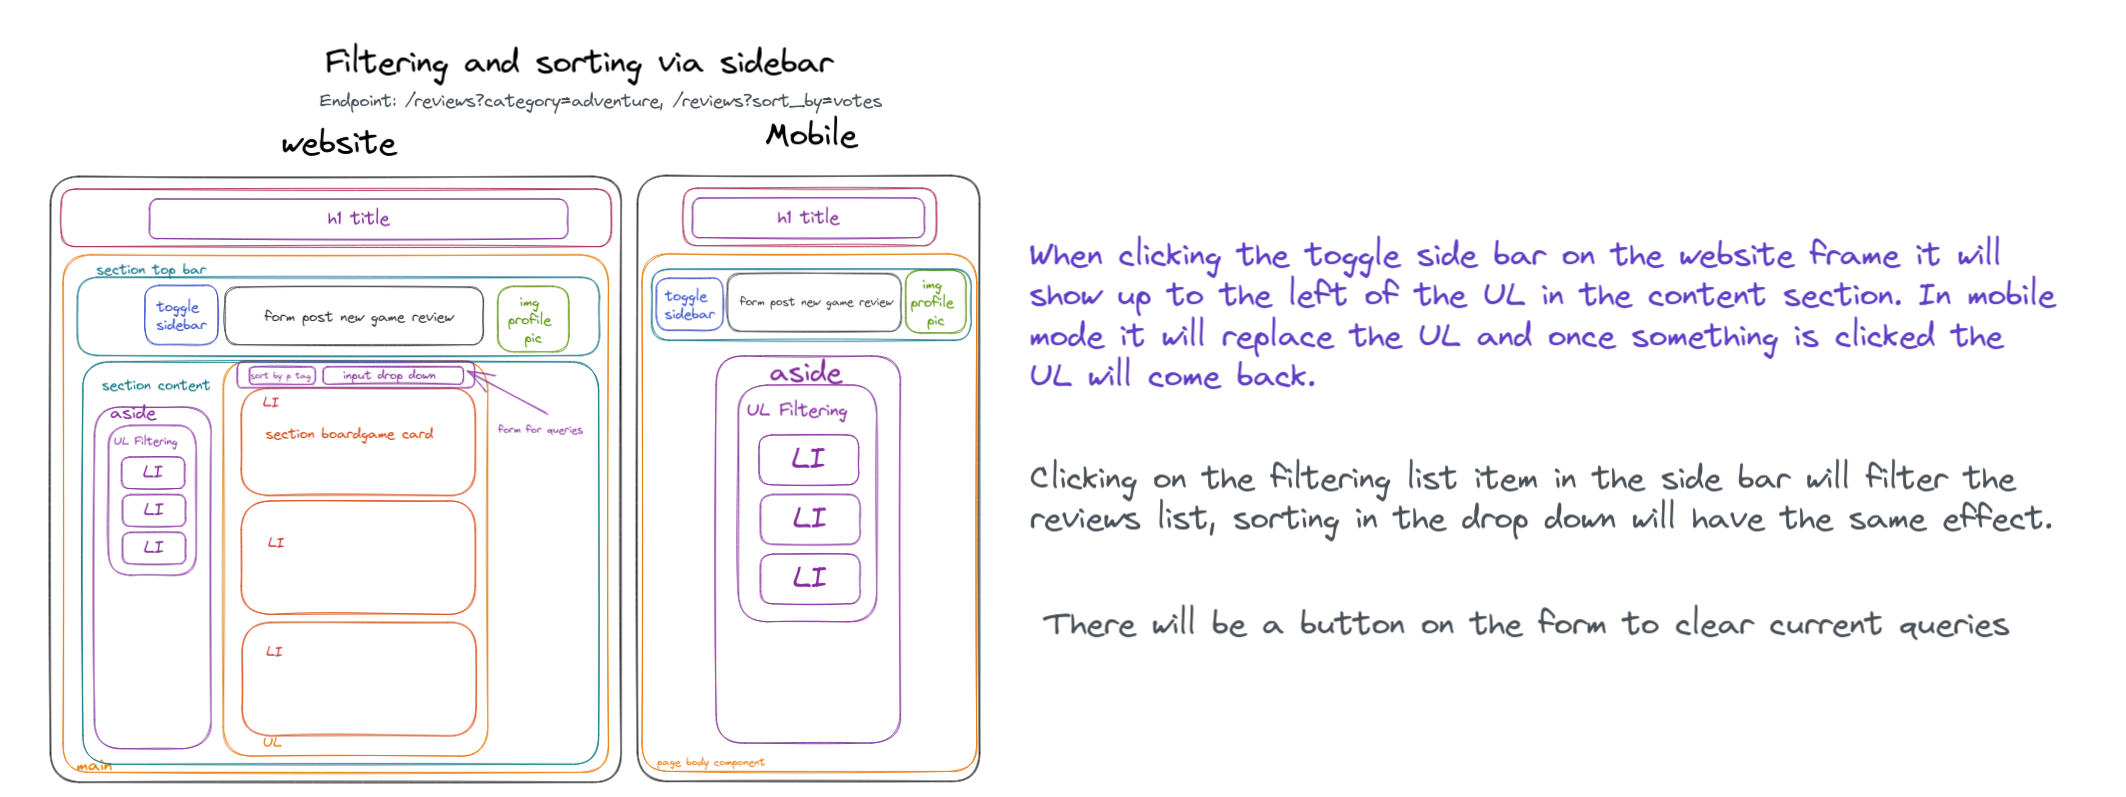 Filtering and sorting via sidebar
Endpoint: /reviews?category=adventure, /reviews?sort_by=votes
website
h1 title
section top bar
toggle
sidebar
form post new game review
img
profile
pic
section content
sort by p tag
input drop down
form for queries
aside
UL Filtering
LI
LI
LI
LI
section boardgame card
LI
LI
UL
main
Mobile
h1 title
toggle
sidebar
form post new game review
img
profile
pic
aside
UL Filtering
LI
LI
LI
page body component
When clicking the toggle side bar on the website frame it will
show up to the left of the UL in the content section. In mobile
mode it will replace the UL and once something is clicked the
UL will come back.
Clicking on the filtering list item in the side bar will filter the
reviews list, sorting in the drop down will have the same effect.
There will be a button on the form to clear current queries